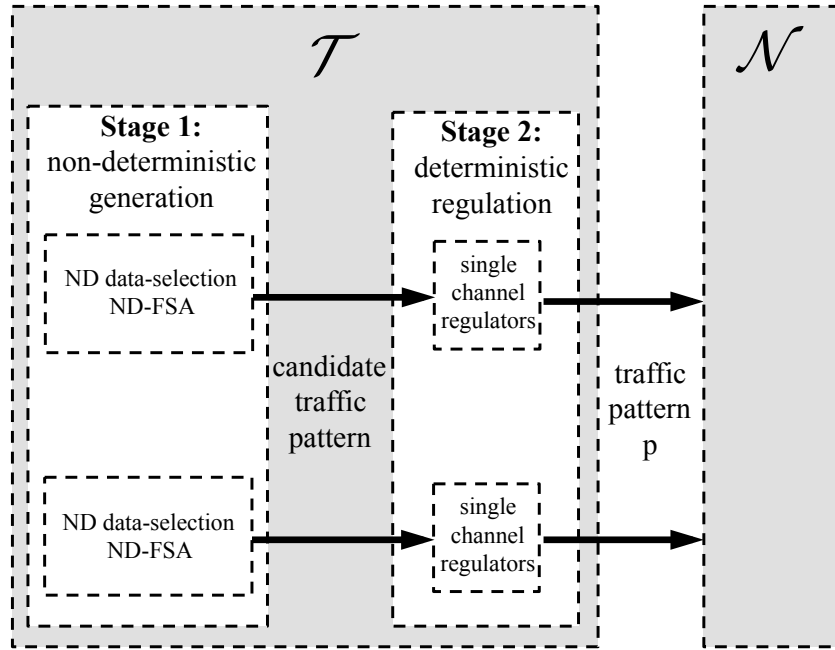 𝒯
𝒩
Stage 1:
non-deterministic
generation
Stage 2:
deterministic
regulation
ND data-selection
ND-FSA
single
channel
regulators
candidate
traffic
pattern
traffic
pattern
p
ND data-selection
ND-FSA
single
channel
regulators